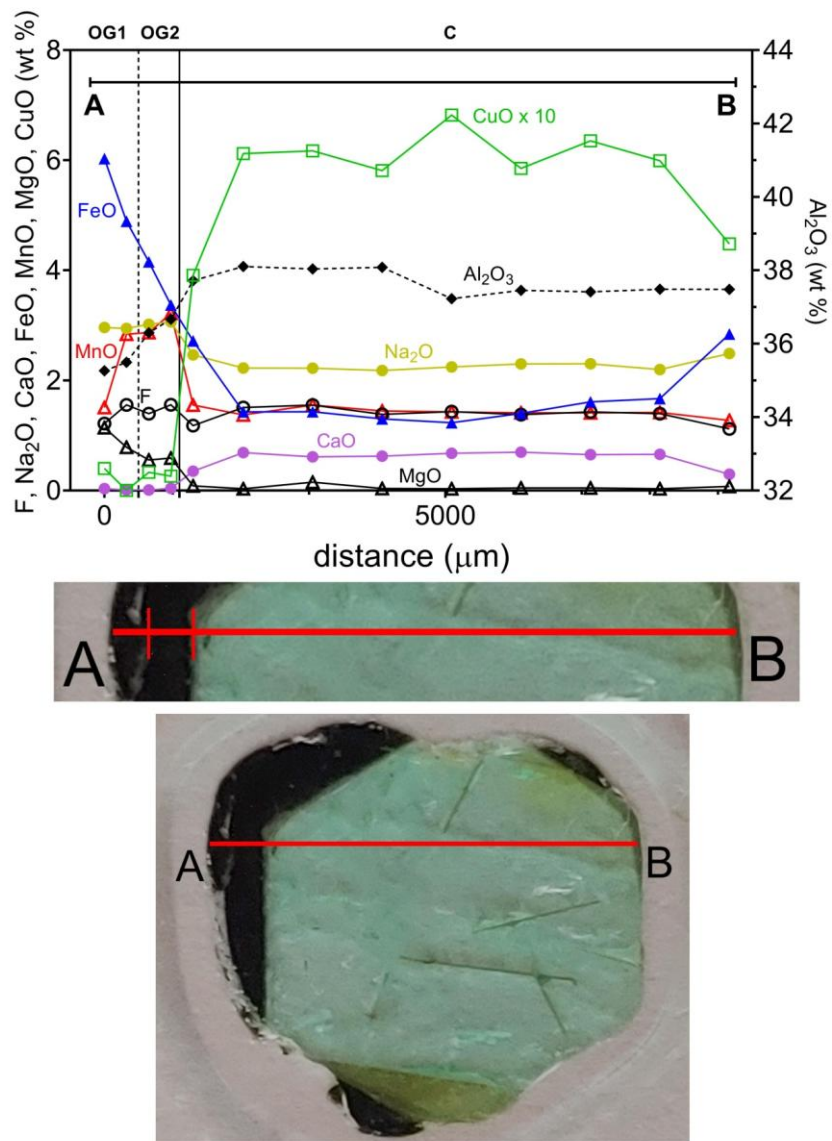 OG1 OG2 C
F, Na₂O, CaO, FeO, MnO, MgO, CuO (wt %)
Al₂O₃ (wt %)
8 44
A B
CuO x 10
42
6
FeO
40
4
Al₂O₃
38
MnO
Na₂O
36
2
F
34
CaO
MgO
0 32
0 5000
distance (μm)
A B
A B